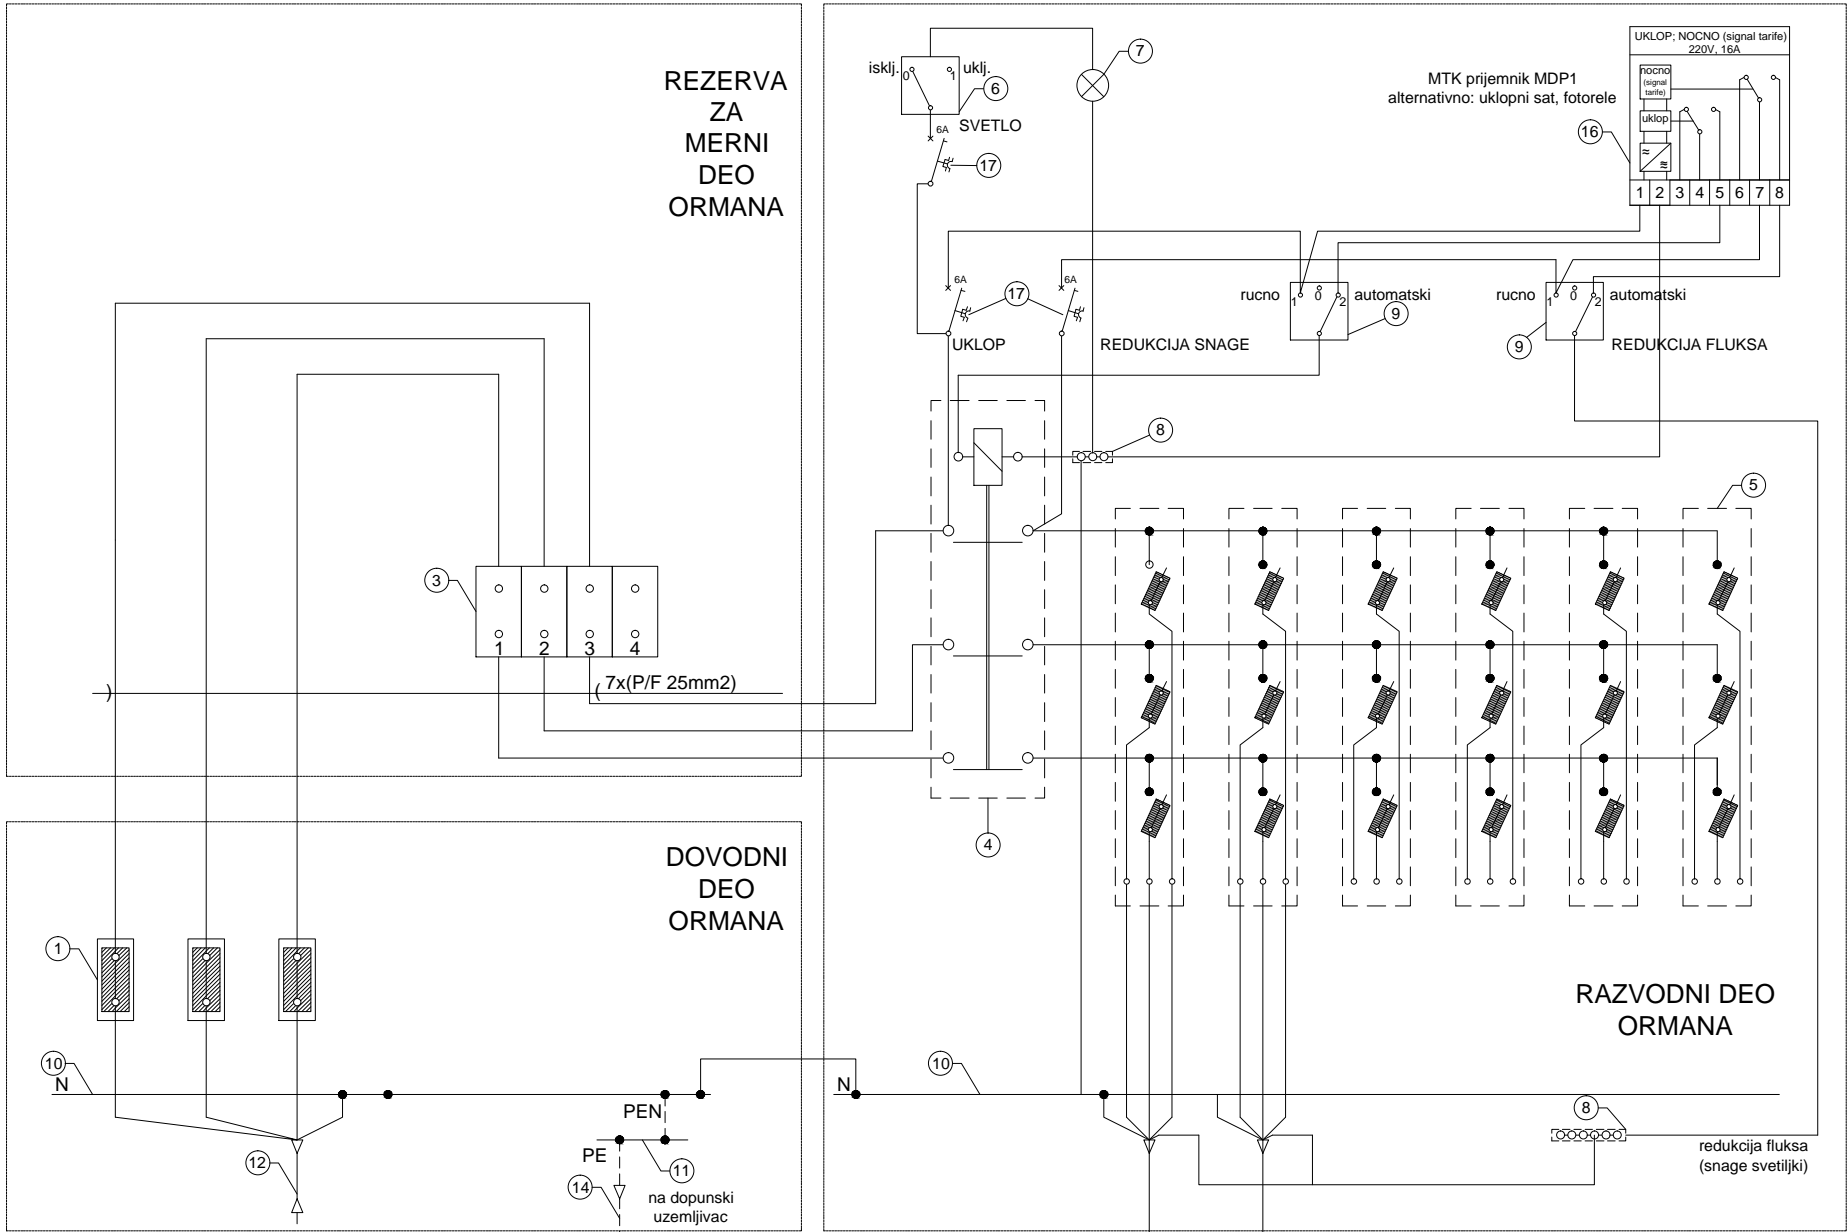 REZERVA
ZA
MERNI
DEO
ORMANA
isklj.
0
1
uklj.
6
SVETLO
6A
17
7
MTK prijemnik MDP1
alternativno: uklopni sat, fotorele
UKLOP; NOCNO (signal tarife)
220V, 16A
nocno
(signal
tarife)
uklop
≈
≈
16
1 2 3 4 5 6 7 8
6A
17
6A
UKLOP
REDUKCIJA SNAGE
rucno
1
0
2
automatski
9
rucno
1
0
2
automatski
9
REDUKCIJA FLUKSA
8
5
3
1 2 3 4
7x(P/F 25mm2)
4
DOVODNI
DEO
ORMANA
1
10
N
PEN
PE
11
12
14
na dopunski
uzemljivac
RAZVODNI DEO
ORMANA
N
10
8
redukcija fluksa
(snage svetiljki)